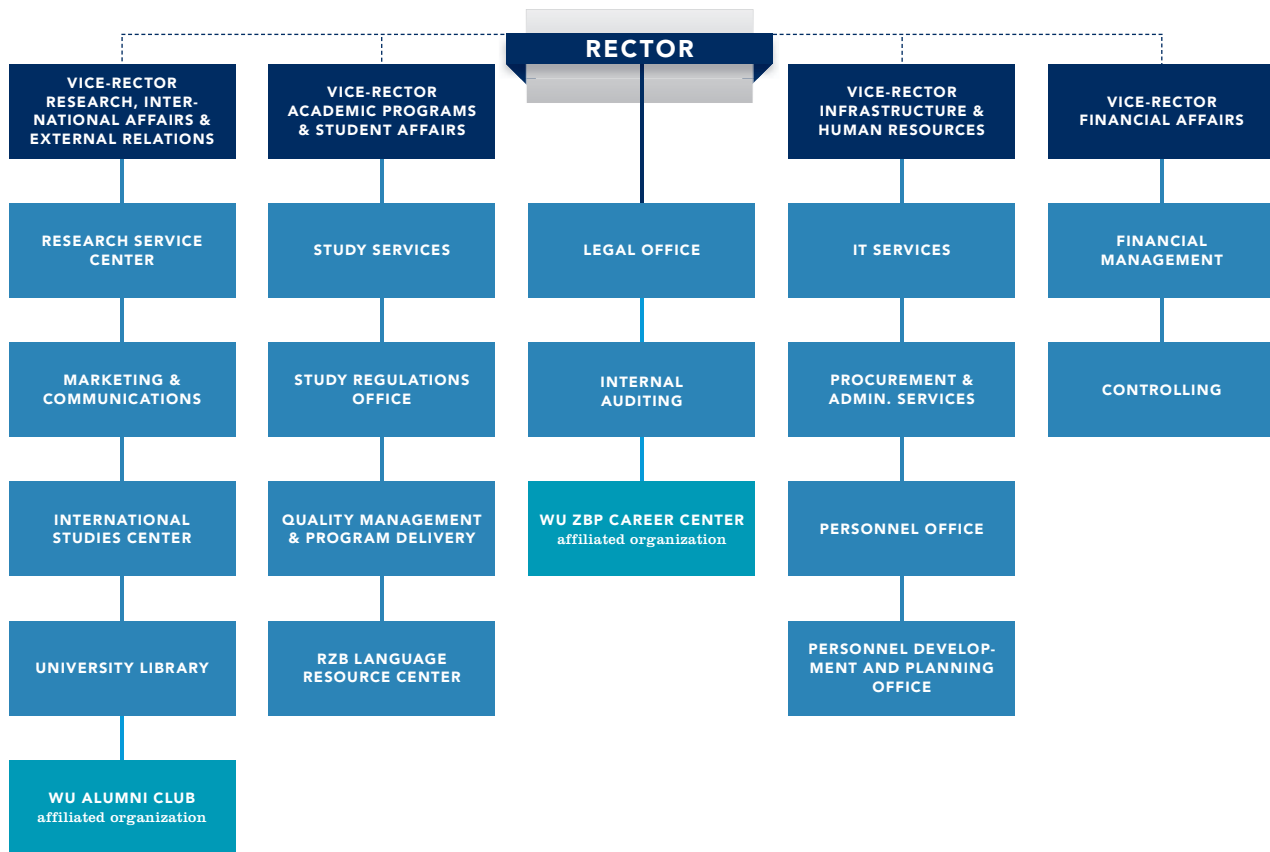 RECTOR
VICE-RECTOR
RESEARCH, INTER-
NATIONAL AFFAIRS &
EXTERNAL RELATIONS
VICE-RECTOR
ACADEMIC PROGRAMS
& STUDENT AFFAIRS
VICE-RECTOR
INFRASTRUCTURE &
HUMAN RESOURCES
VICE-RECTOR
FINANCIAL AFFAIRS
RESEARCH SERVICE
CENTER
STUDY SERVICES
LEGAL OFFICE
IT SERVICES
FINANCIAL
MANAGEMENT
MARKETING &
COMMUNICATIONS
STUDY REGULATIONS
OFFICE
INTERNAL
AUDITING
PROCUREMENT &
ADMIN. SERVICES
CONTROLLING
INTERNATIONAL
STUDIES CENTER
QUALITY MANAGEMENT
& PROGRAM DELIVERY
WU ZBP CAREER CENTER
affiliated organization
PERSONNEL OFFICE
UNIVERSITY LIBRARY
RZB LANGUAGE
RESOURCE CENTER
PERSONNEL DEVELOP-
MENT AND PLANNING
OFFICE
WU ALUMNI CLUB
affiliated organization